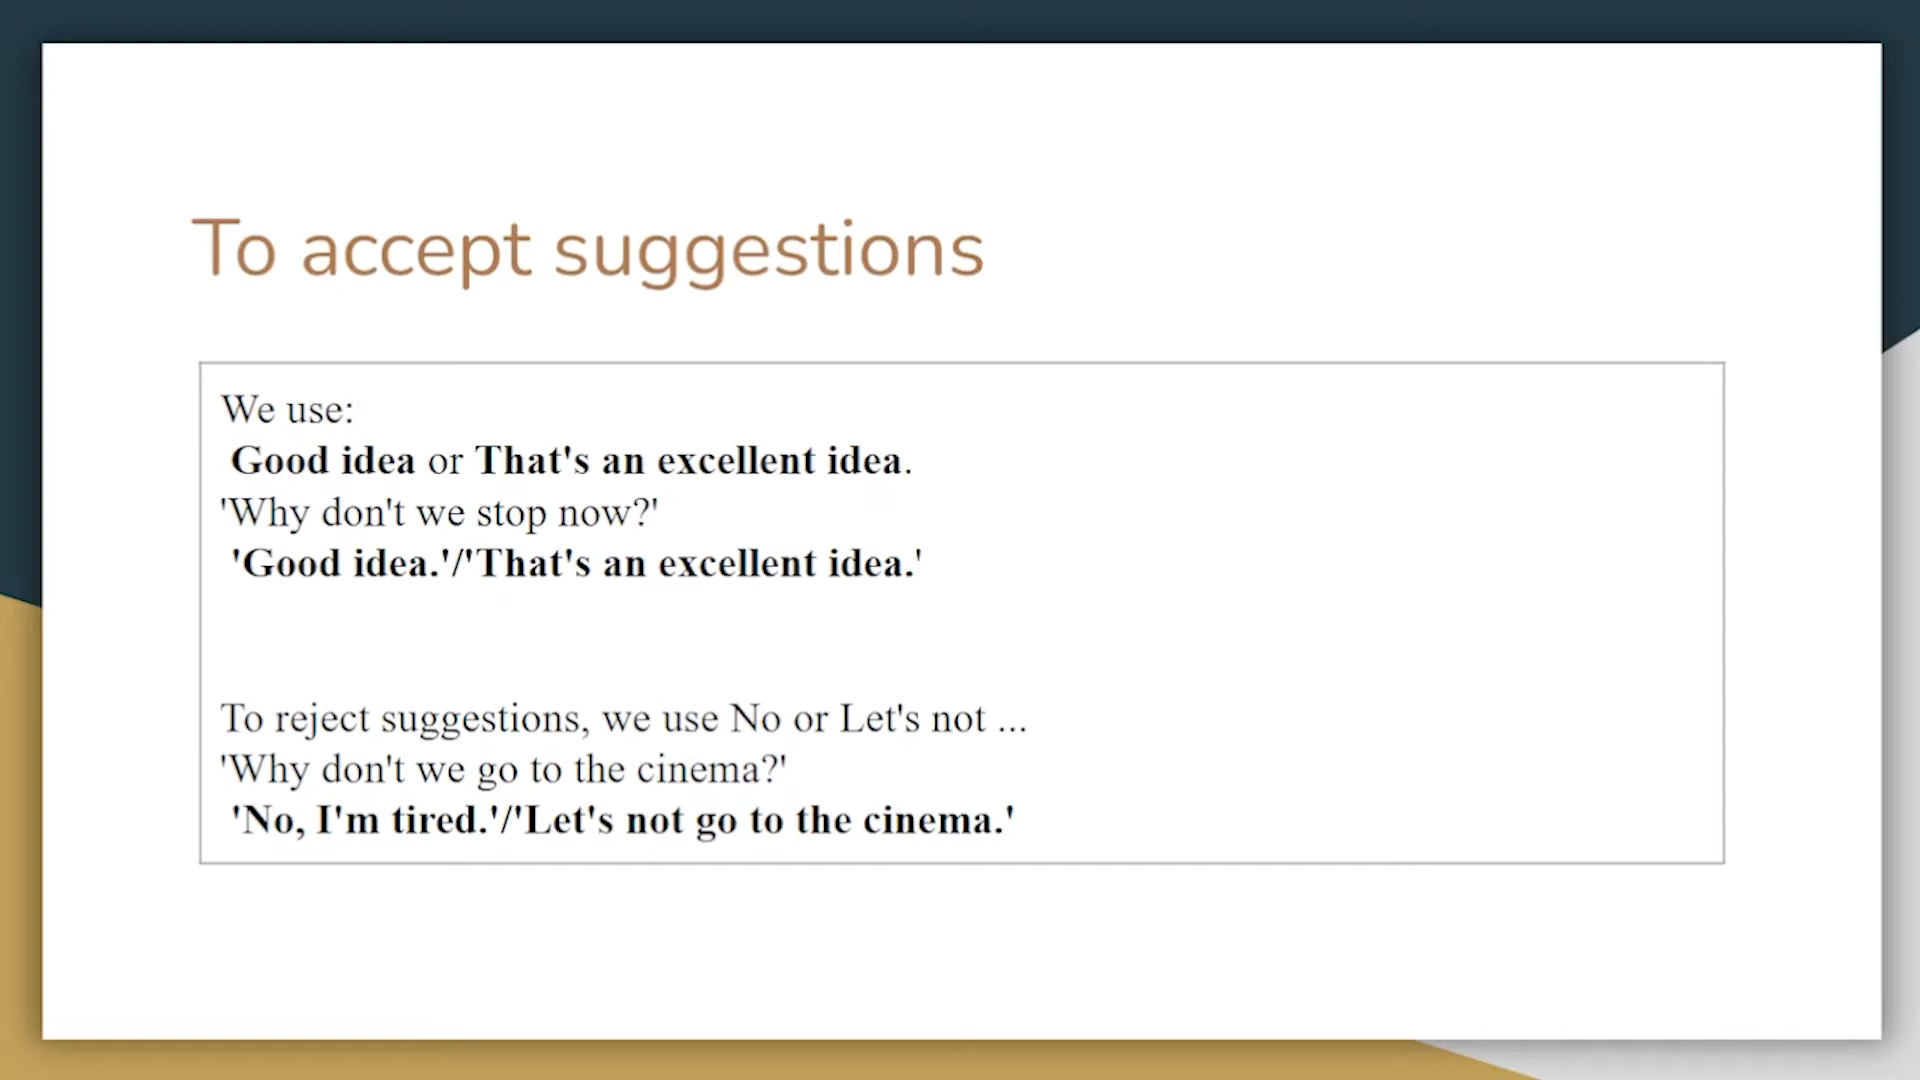 To accept suggestions
We use:
Good idea or That's an excellent idea.
'Why don't we stop now?'
'Good idea.'/'That's an excellent idea.'
To reject suggestions, we use No or Let's not ...
'Why don't we go to the cinema?'
'No, I'm tired.'/'Let's not go to the cinema.'